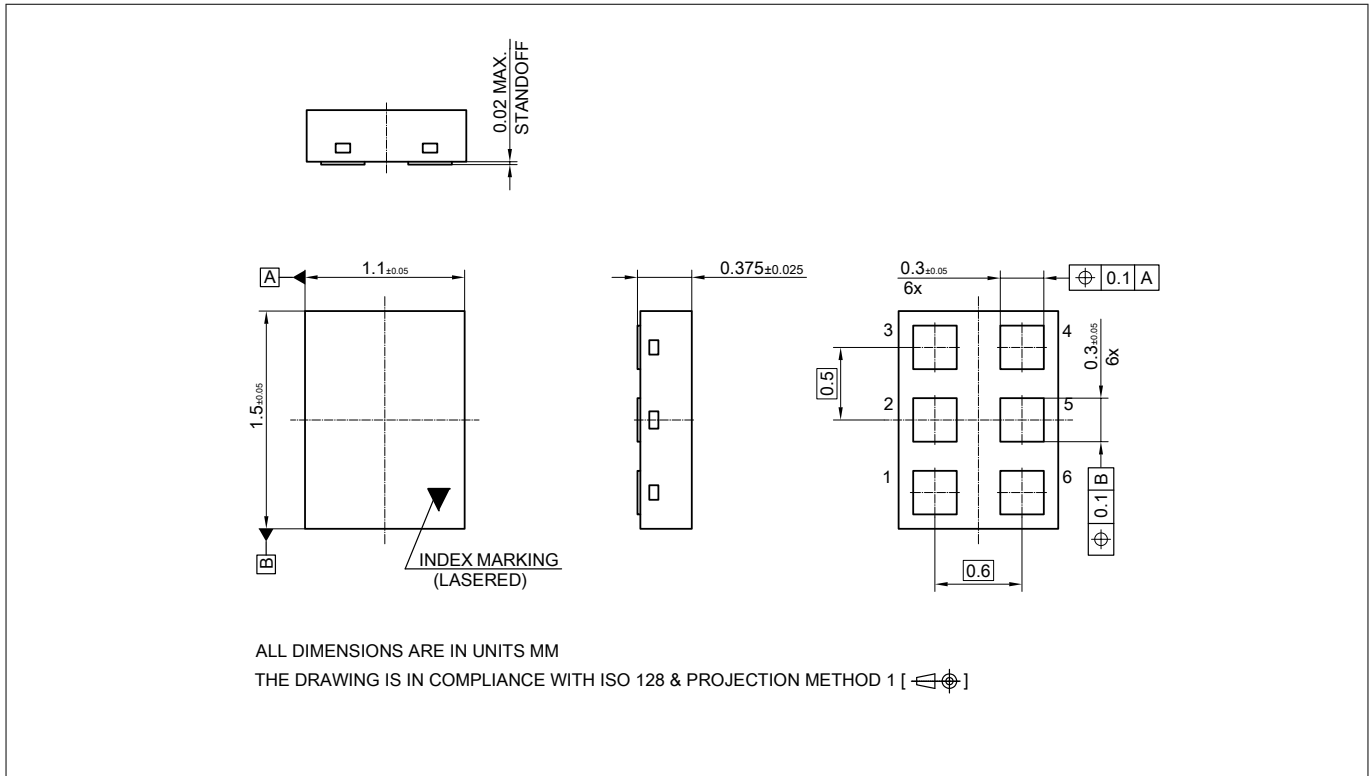 0.02 MAX.
STANDOFF
A
1.1±0.05
0.375±0.025
0.3±0.05
6x
⌖ 0.1 A
1.5±0.05
3
4
0.3±0.05
6x
0.5
2
5
1
6
⌖ 0.1 B
B
INDEX MARKING
(LASERED)
0.6
ALL DIMENSIONS ARE IN UNITS MM
THE DRAWING IS IN COMPLIANCE WITH ISO 128 & PROJECTION METHOD 1 [ ]